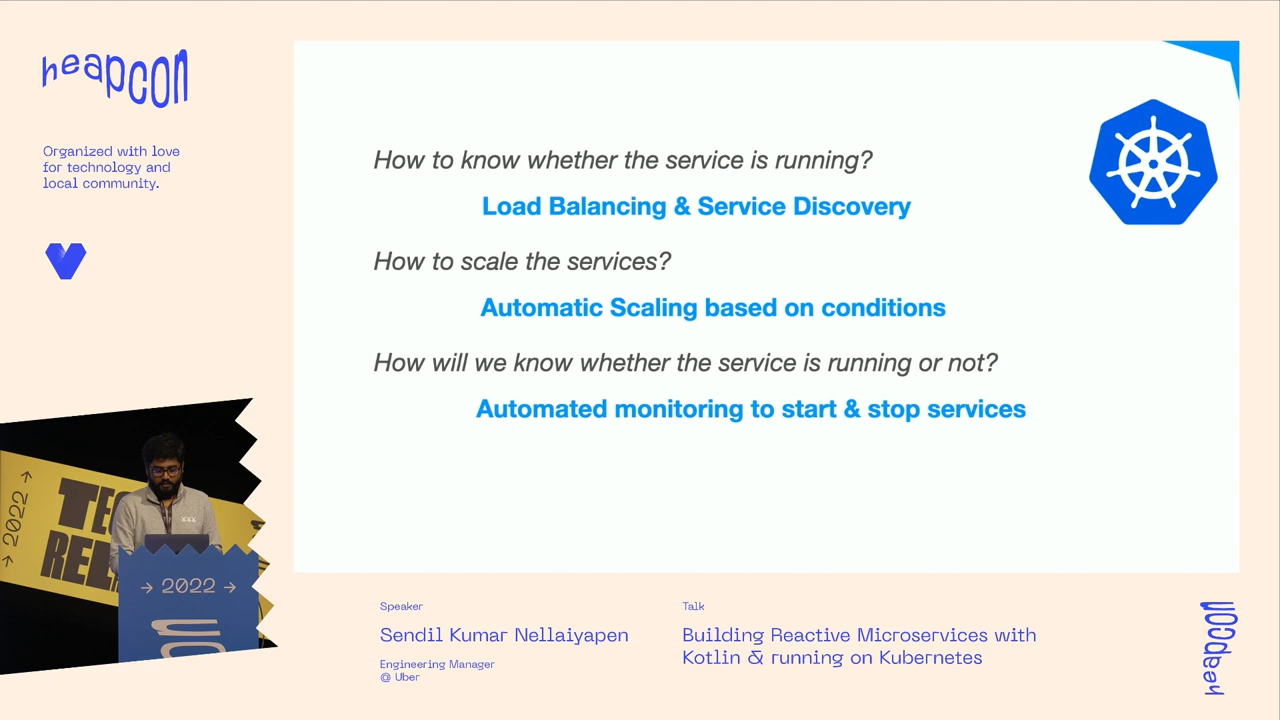 heapcon
Organized with love
for technology and
local community.
How to know whether the service is running?
Load Balancing & Service Discovery
How to scale the services?
Automatic Scaling based on conditions
How will we know whether the service is running or not?
Automated monitoring to start & stop services
→ 2022 →
→ 2022 →
Speaker
Sendil Kumar Nellaiyapen
Engineering Manager
@ Uber
Talk
Building Reactive Microservices with
Kotlin & running on Kubernetes
heapcon